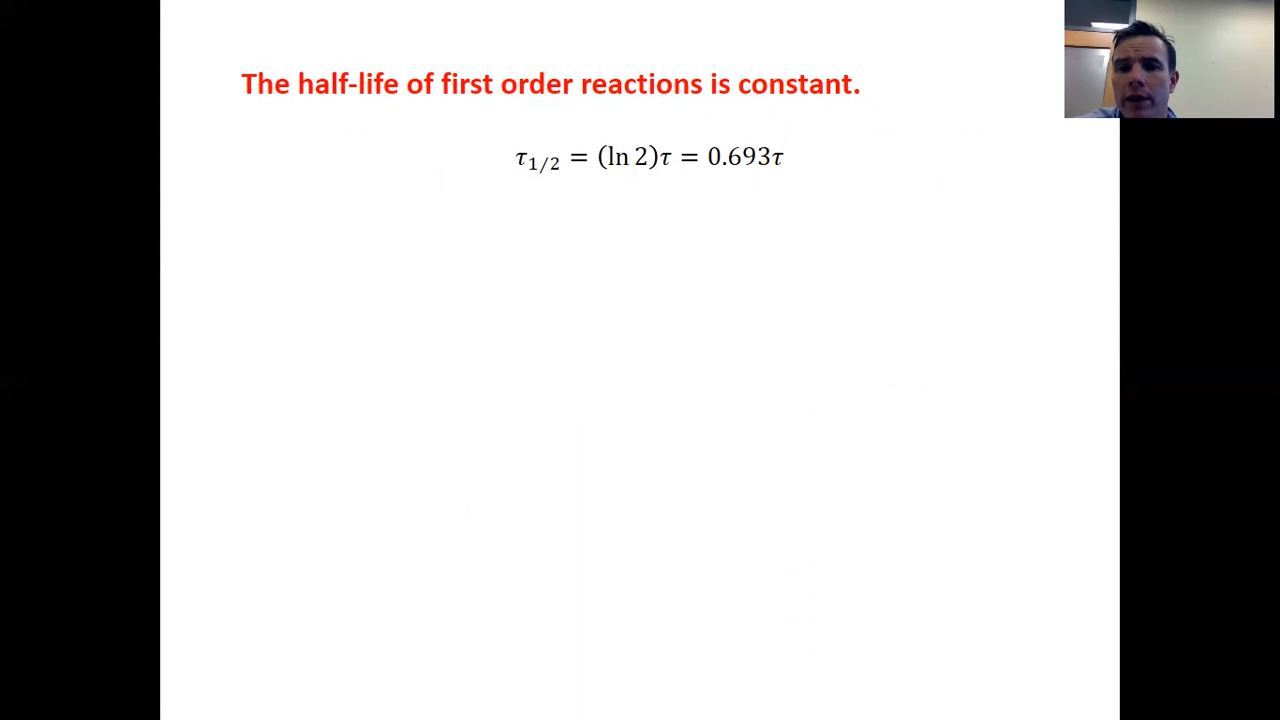 The half-life of first order reactions is constant.
τ₁/₂ = (ln 2)τ = 0.693τ